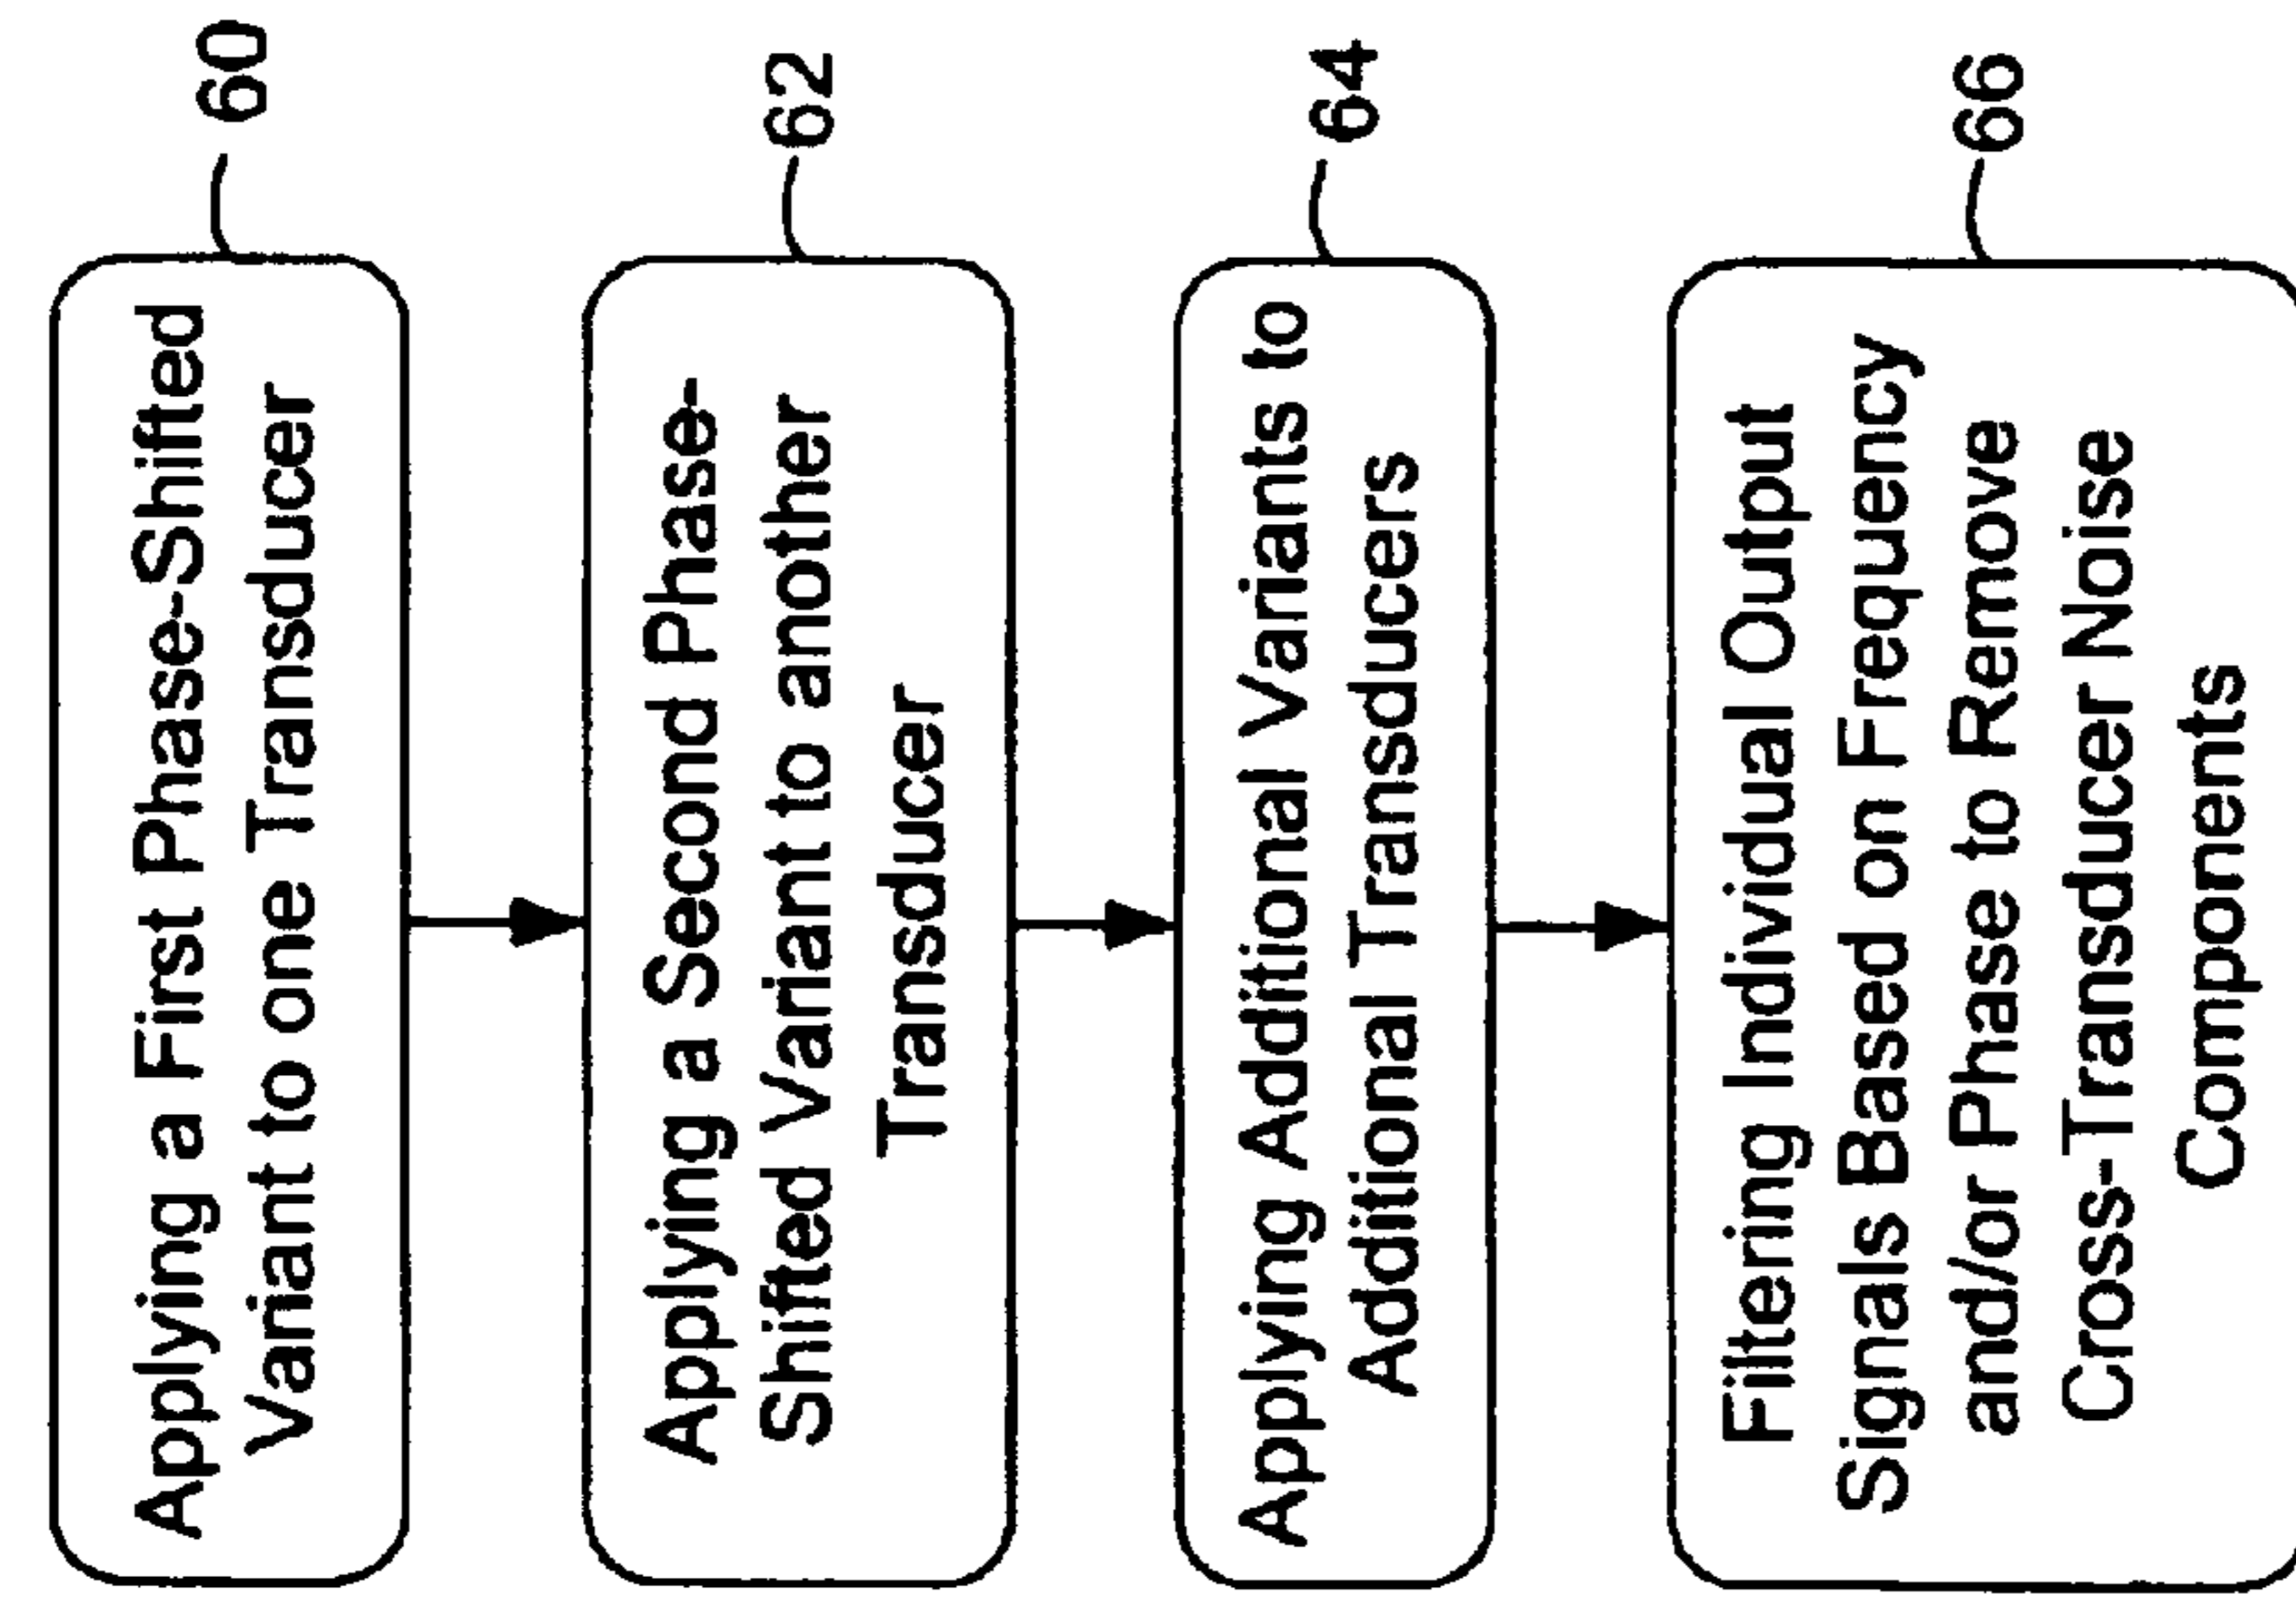 Applying a First Phase-Shifted
Variant to one Transducer
60
Applying a Second Phase-
Shifted Variant to another
Transducer
62
Applying Additional Variants to
Additional Transducers
64
Filtering Individual Output
Signals Based on Frequency
and/or Phase to Remove
Cross-Transducer Noise
Components
66